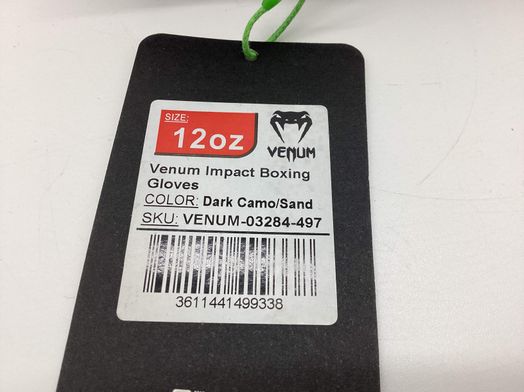 SIZE:
12oz
VENUM
Venum Impact Boxing
Gloves
COLOR: Dark Camo/Sand
SKU: VENUM-03284-497
3611441499338